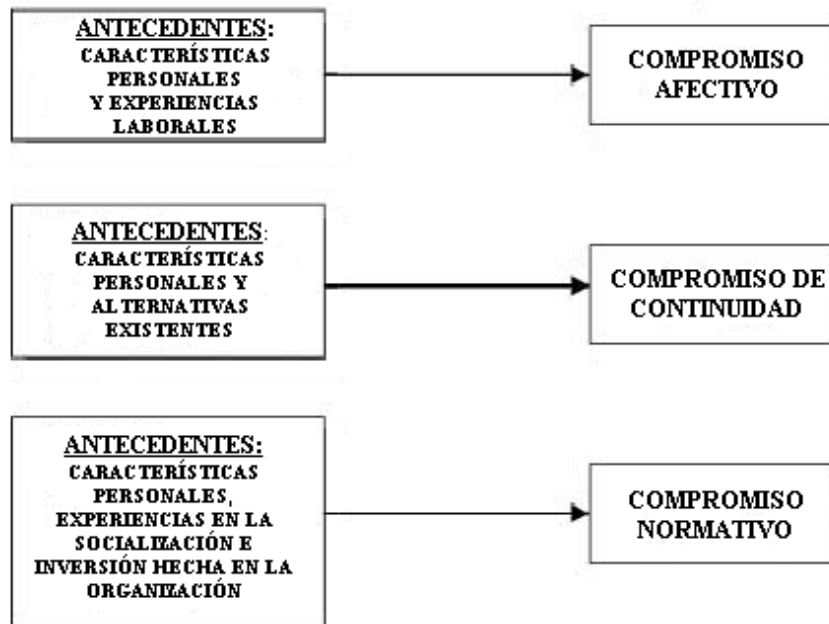 ANTECEDENTES:
CARACTERÍSTICAS
PERSONALES
Y EXPERIENCIAS
LABORALES
COMPROMISO
AFECTIVO
ANTECEDENTES:
CARACTERÍSTICAS
PERSONALES Y
ALTERNATIVAS
EXISTENTES
COMPROMISO DE
CONTINUIDAD
ANTECEDENTES:
CARACTERÍSTICAS
PERSONALES,
EXPERIENCIAS EN LA
SOCIALIZACIÓN E
INVERSIÓN HECHA EN LA
ORGANIZACIÓN
COMPROMISO
NORMATIVO